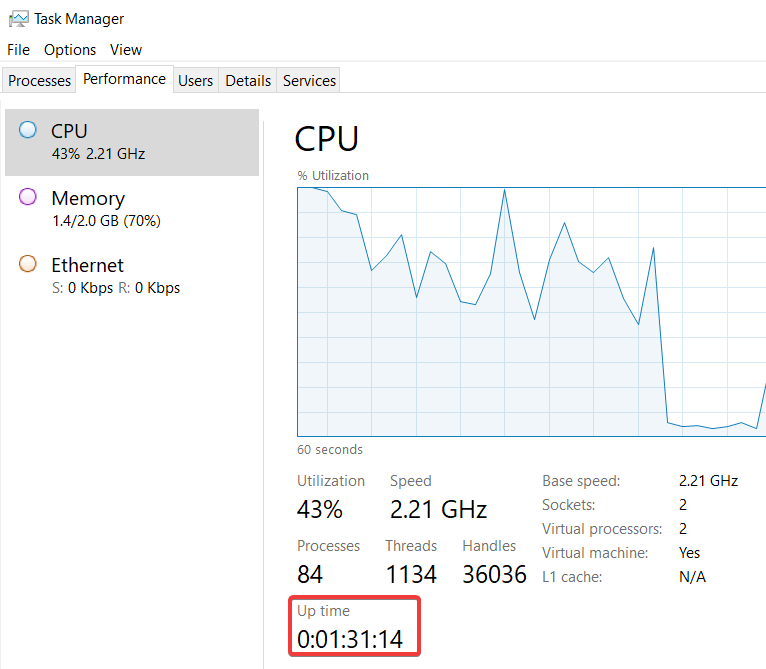 Task Manager
File Options View
Processes Performance Users Details Services
CPU
43% 2.21 GHz
Memory
1.4/2.0 GB (70%)
Ethernet
S: 0 Kbps R: 0 Kbps
CPU
% Utilization
60 seconds
Utilization Speed
43% 2.21 GHz
Processes Threads Handles
84 1134 36036
Up time
0:01:31:14
Base speed: 2.21 GHz
Sockets: 2
Virtual processors: 2
Virtual machine: Yes
L1 cache: N/A